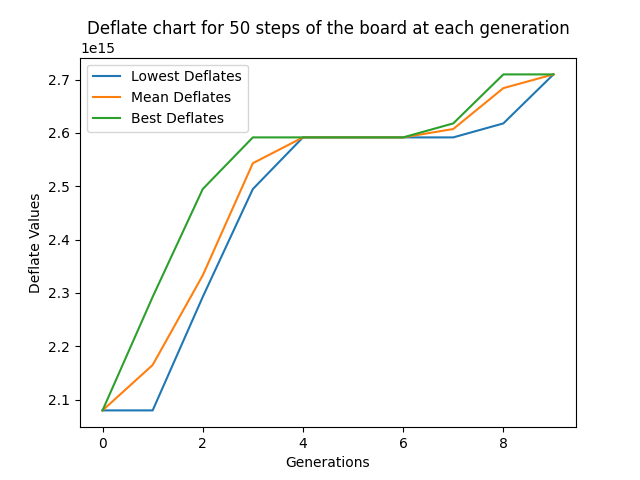 Deflate chart for 50 steps of the board at each generation
1e15
Lowest Deflates
Mean Deflates
Best Deflates
2.7
2.6
2.5
2.4
2.3
2.2
2.1
Deflate Values
0 2 4 6 8
Generations